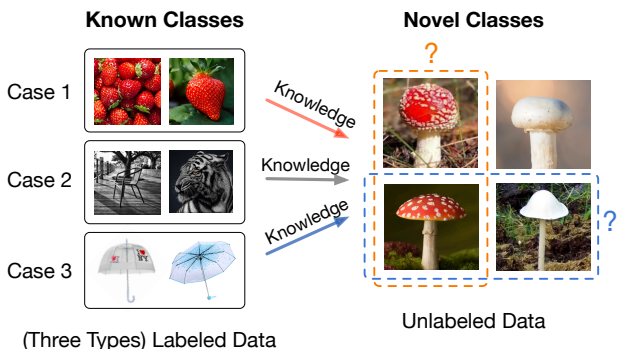 Known Classes
Novel Classes
Case 1
Case 2
Case 3
Knowledge
Knowledge
Knowledge
?
?
(Three Types) Labeled Data
Unlabeled Data